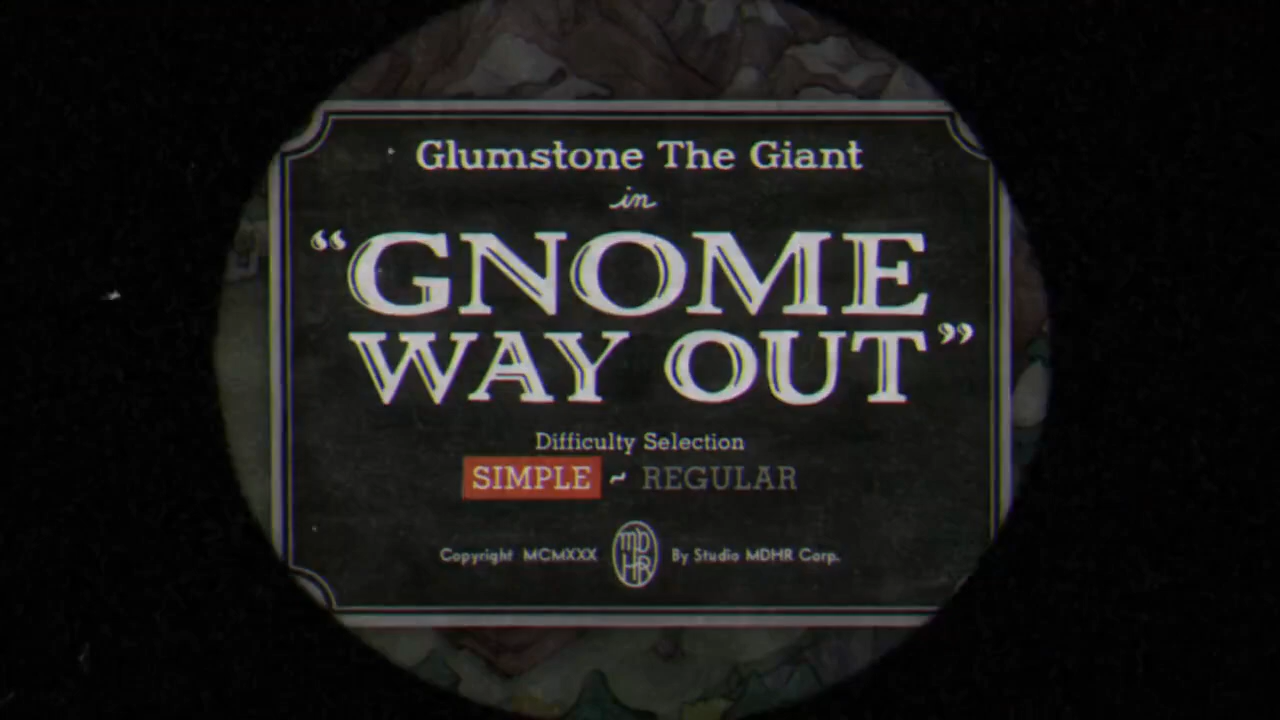 Glumstone The Giant
in
“GNOME
WAY OUT”
Difficulty Selection
SIMPLE ~ REGULAR
Copyright MCMXXX MDHR By Studio MDHR Corp.